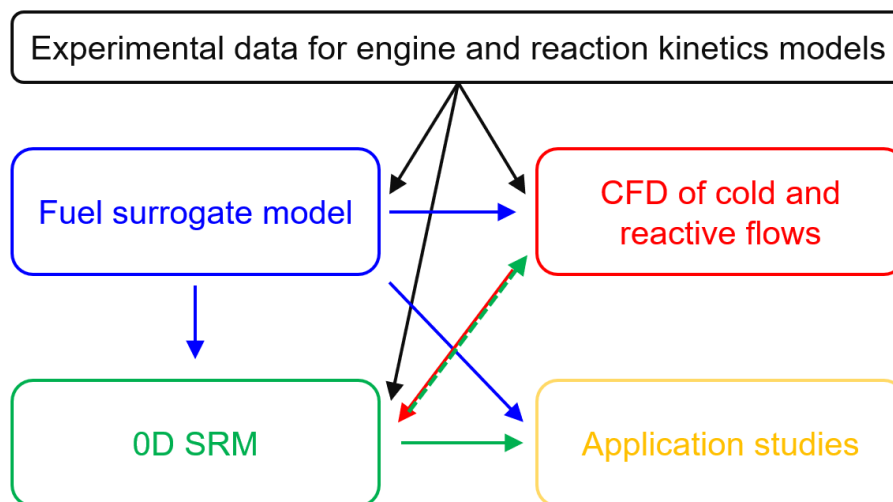 Experimental data for engine and reaction kinetics models
Fuel surrogate model
CFD of cold and
reactive flows
0D SRM
Application studies